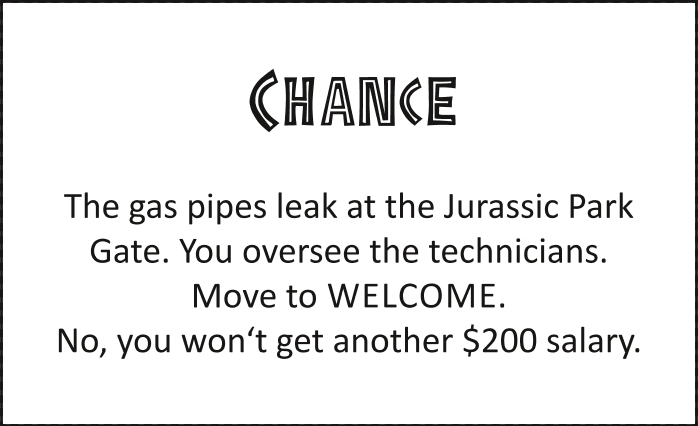 CHANCE
The gas pipes leak at the Jurassic Park
Gate. You oversee the technicians.
Move to WELCOME.
No, you won‘t get another $200 salary.